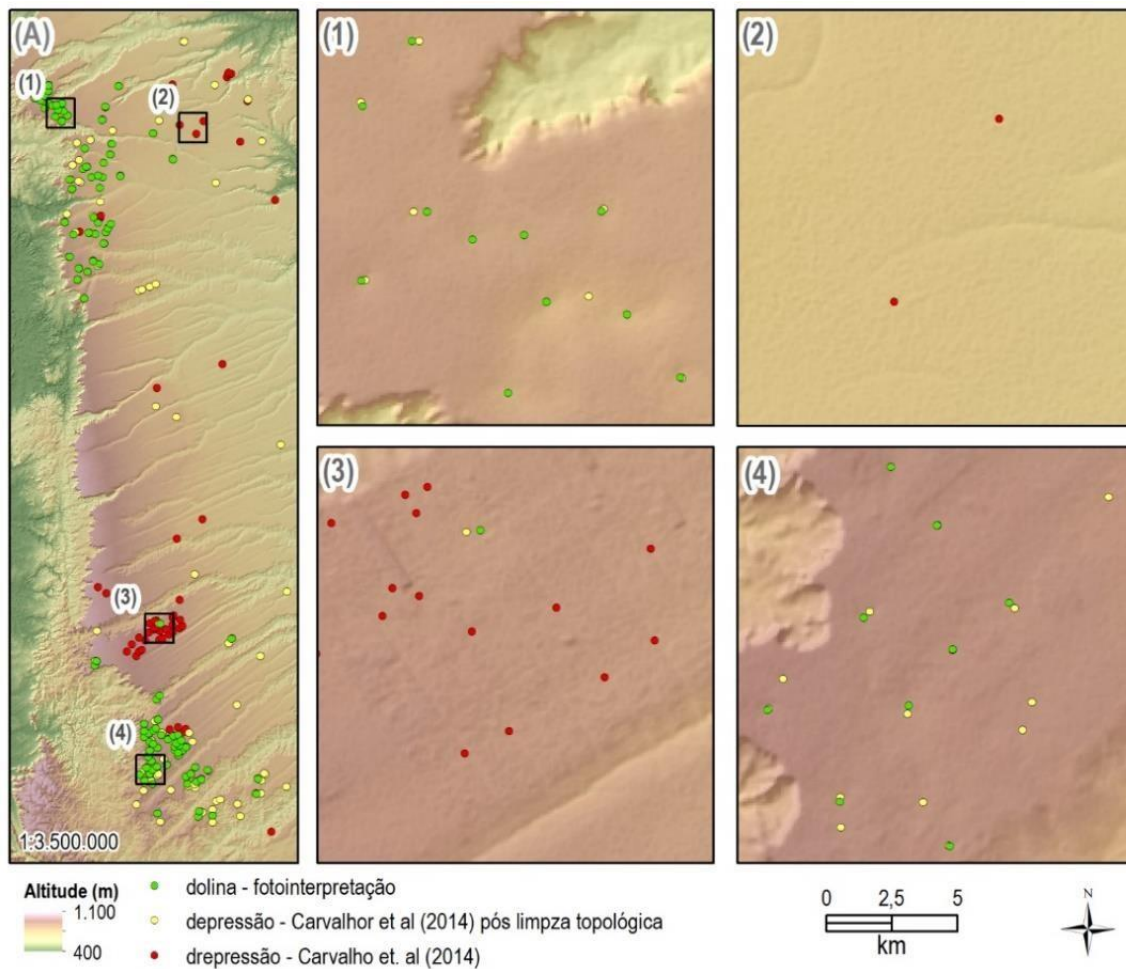 (A)
(1)
(2)
(3)
(4)
1:3.500.000
(1)
(2)
(3)
(4)
Altitude (m)
1.100
400
dolina - fotointerpretação
depressão - Carvalhor et al (2014) pós limpza topológica
drepressão - Carvalho et. al (2014)
0 2,5 5
km
N